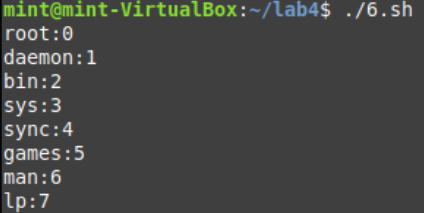 mint@mint-VirtualBox:~/lab4$ ./6.sh
root:0
daemon:1
bin:2
sys:3
sync:4
games:5
man:6
lp:7